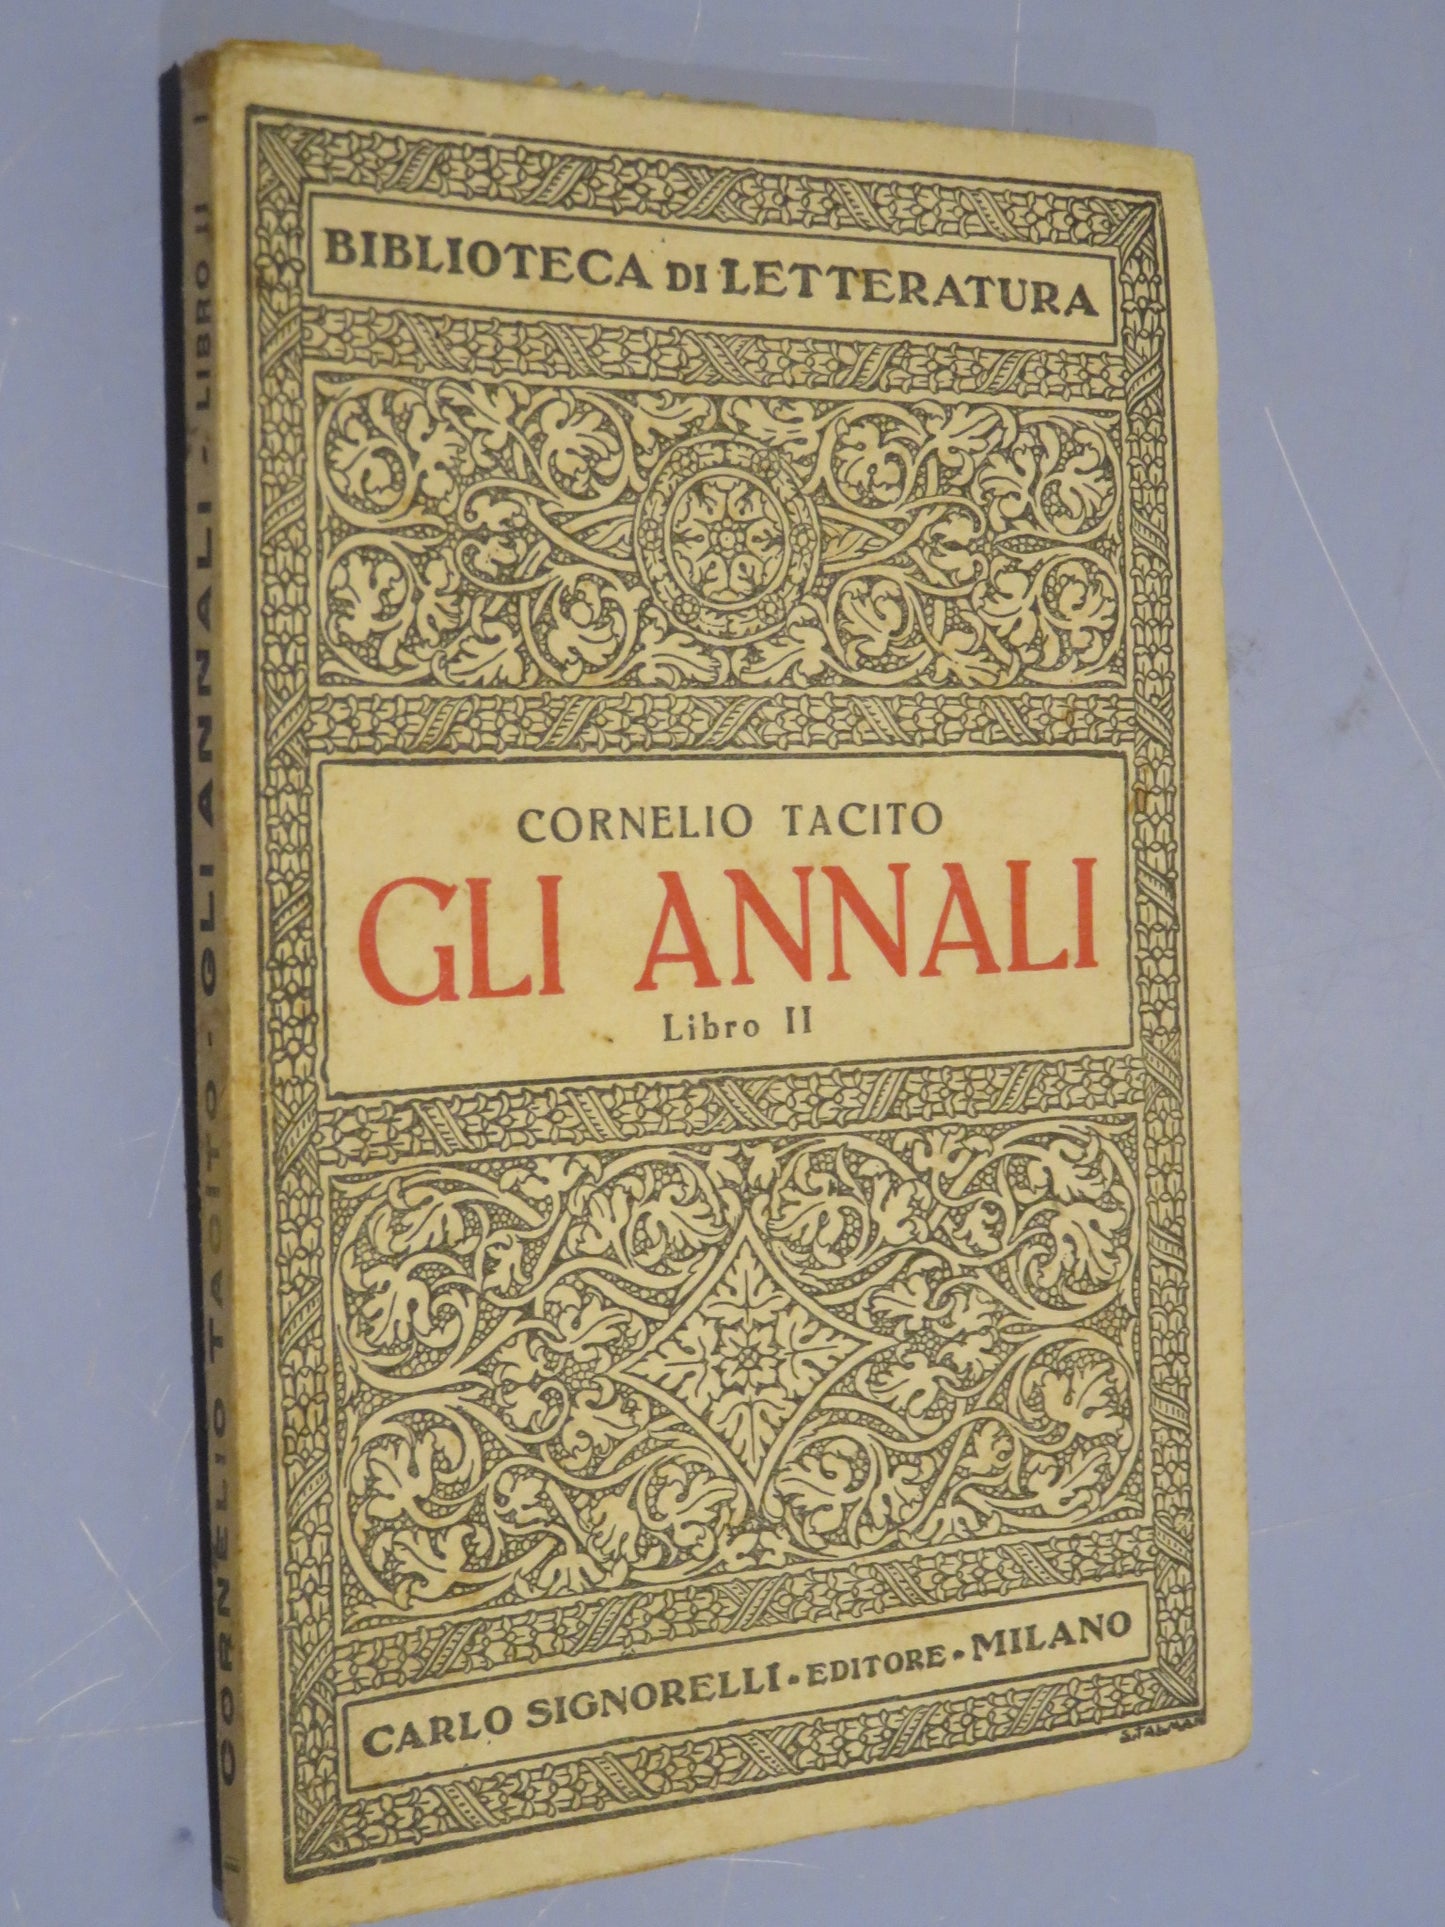 BIBLIOTECA DI LETTERATURA
CORNELIO TACITO
GLI ANNALI
Libro II
CARLO SIGNORELLI • EDITORE • MILANO
CORNELIO TACITO - GLI ANNALI - LIBRO II